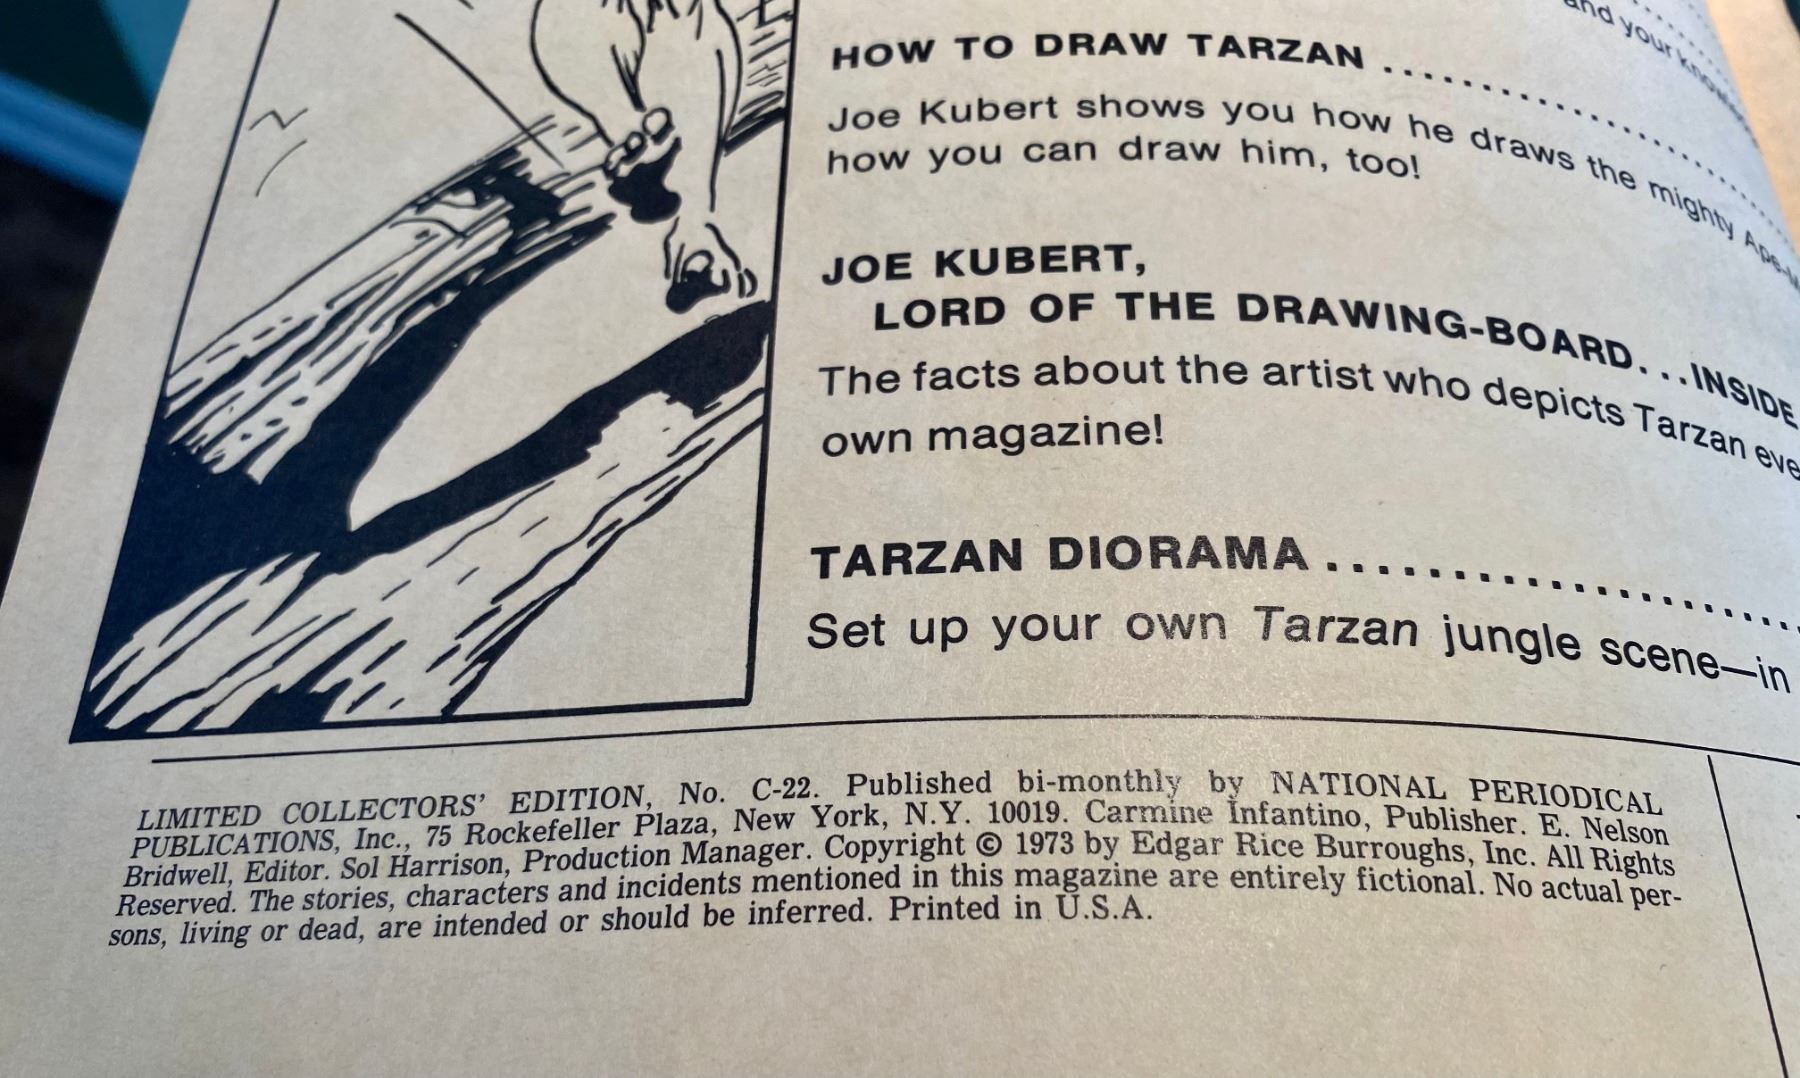 and your
HOW TO DRAW TARZAN ..............................
Joe Kubert shows you how he draws the mighty Ape-M
how you can draw him, too!
JOE KUBERT,
LORD OF THE DRAWING-BOARD...INSIDE
The facts about the artist who depicts Tarzan eve
own magazine!
TARZAN DIORAMA ....................
Set up your own Tarzan jungle scene—in
LIMITED COLLECTORS' EDITION, No. C-22. Published bi-monthly by NATIONAL PERIODICAL
PUBLICATIONS, Inc., 75 Rockefeller Plaza, New York, N.Y. 10019. Carmine Infantino, Publisher. E. Nelson
Bridwell, Editor. Sol Harrison, Production Manager. Copyright © 1973 by Edgar Rice Burroughs, Inc. All Rights
Reserved. The stories, characters and incidents mentioned in this magazine are entirely fictional. No actual per-
sons, living or dead, are intended or should be inferred. Printed in U.S.A.